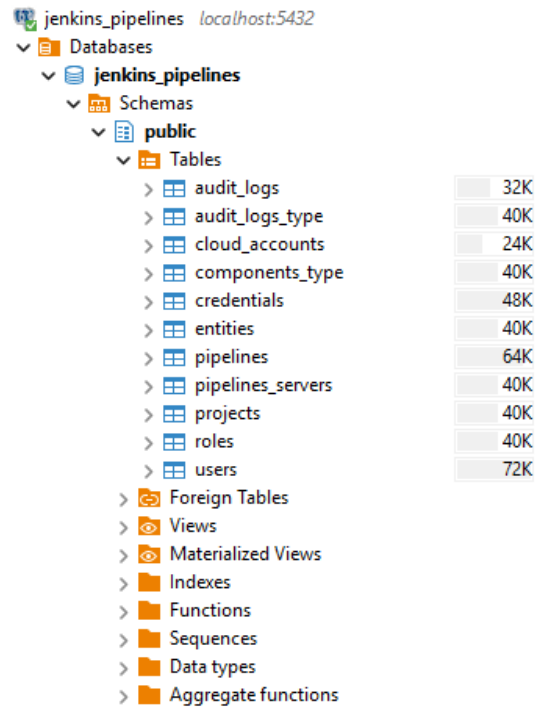 jenkins_pipelines localhost:5432
Databases
jenkins_pipelines
Schemas
public
Tables
audit_logs 32K
audit_logs_type 40K
cloud_accounts 24K
components_type 40K
credentials 48K
entities 40K
pipelines 64K
pipelines_servers 40K
projects 40K
roles 40K
users 72K
Foreign Tables
Views
Materialized Views
Indexes
Functions
Sequences
Data types
Aggregate functions